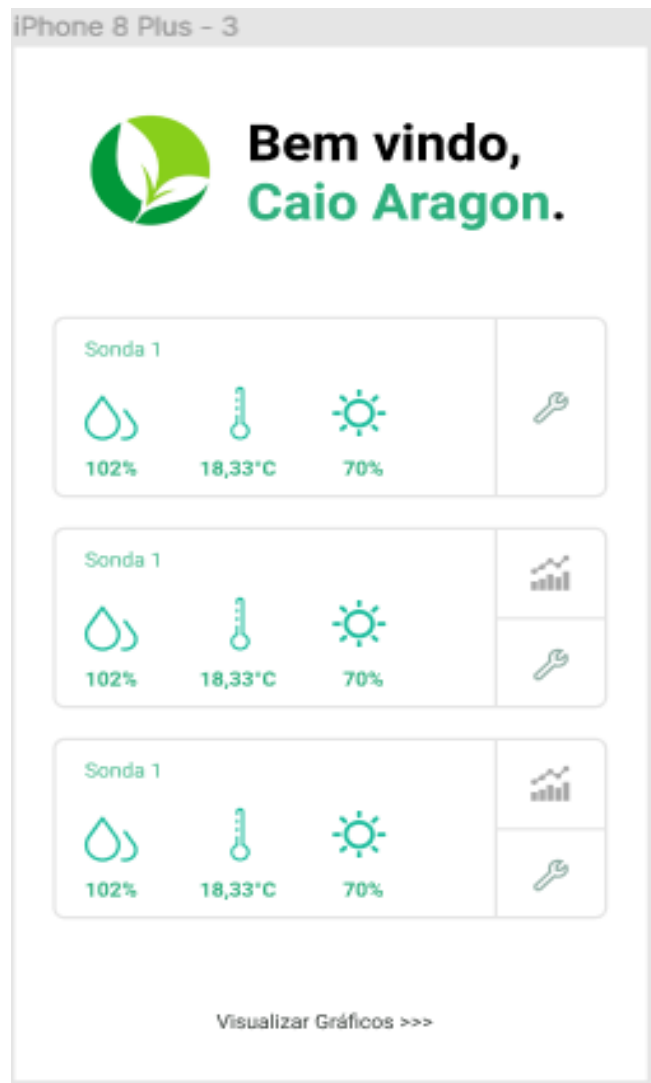 iPhone 8 Plus - 3
Bem vindo,
Caio Aragon.
Sonda 1
102% 18,33°C 70%
Sonda 1
102% 18,33°C 70%
Sonda 1
102% 18,33°C 70%
Visualizar Gráficos >>>